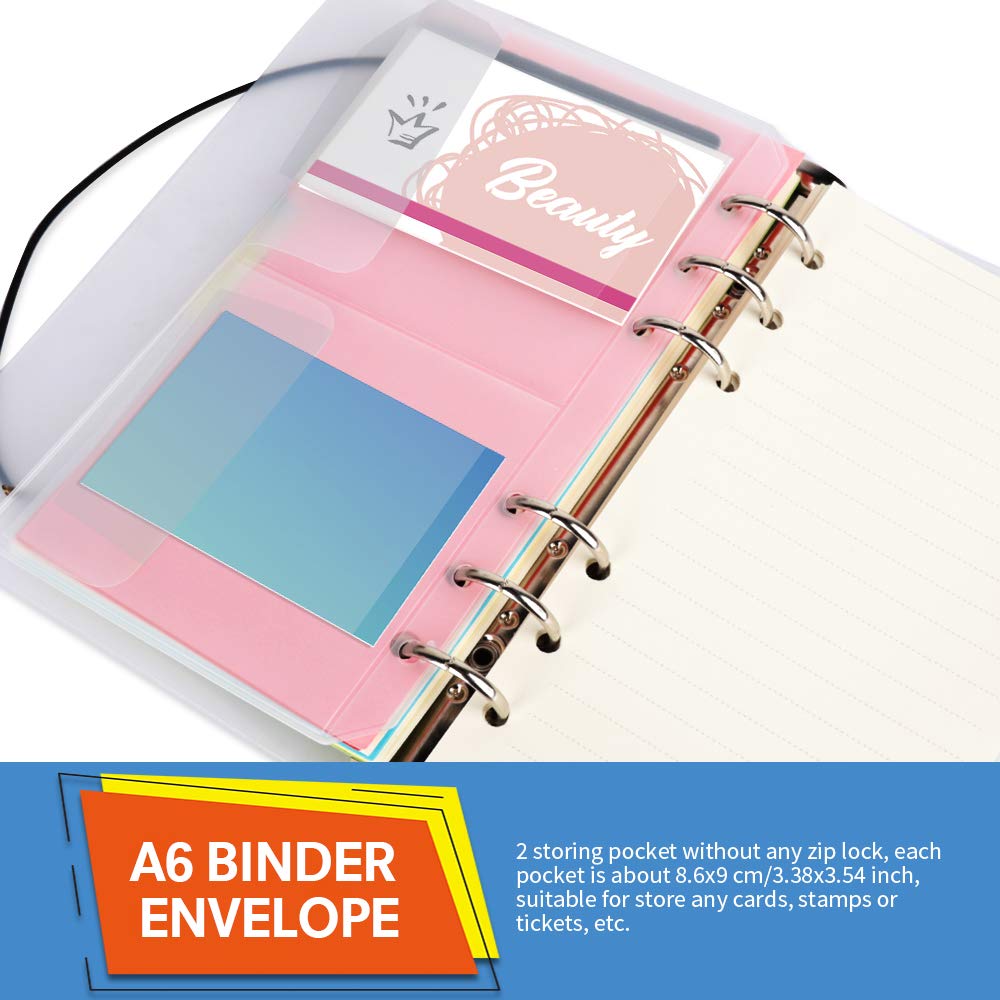 Beauty
A6 BINDER
ENVELOPE
2 storing pocket without any zip lock, each
pocket is about 8.6x9 cm/3.38x3.54 inch,
suitable for store any cards, stamps or
tickets, etc.